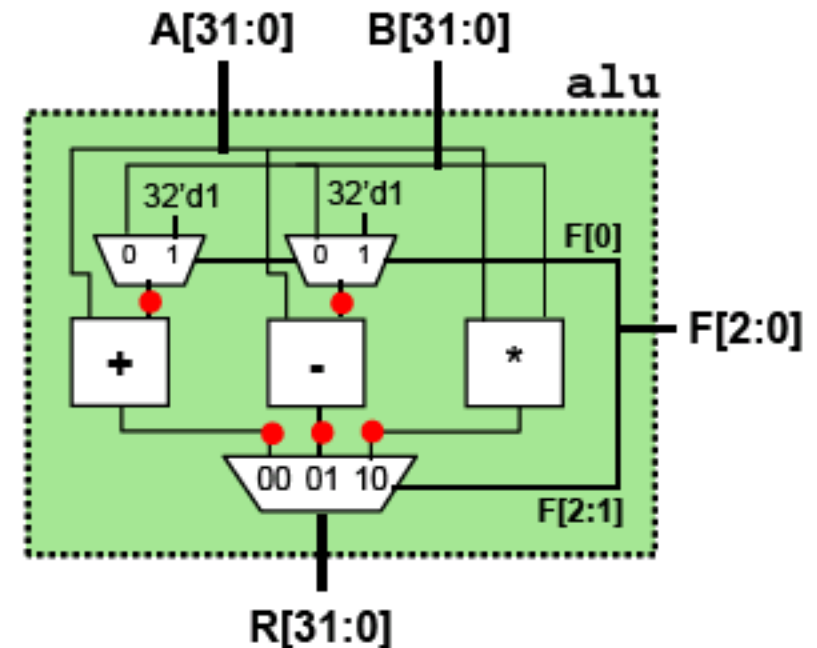 A[31:0] B[31:0]
alu
32'd1 32'd1
0 1 0 1 F[0]
F[2:0]
+ - *
00 01 10
F[2:1]
R[31:0]